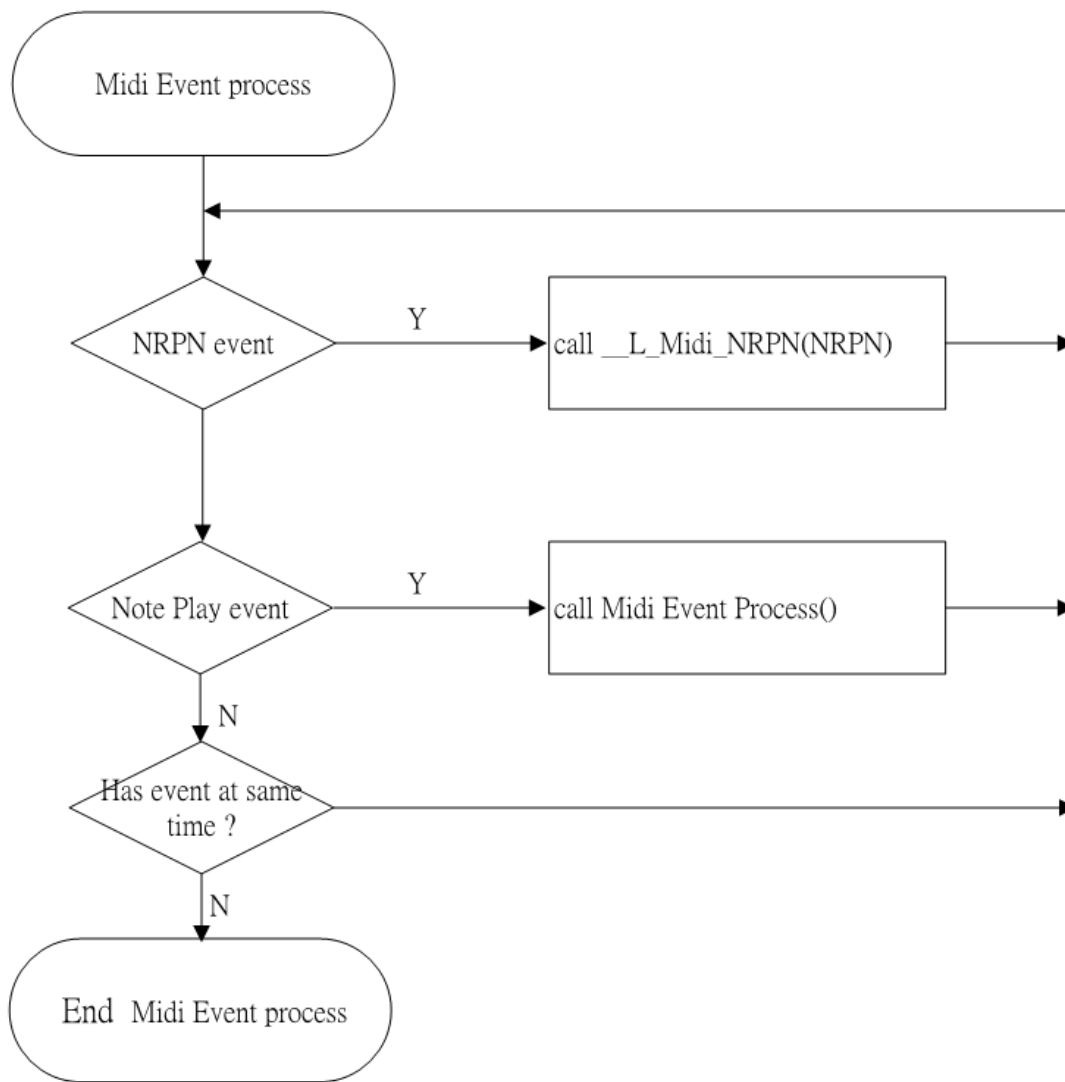 Midi Event process
NRPN event
Y
call __L_Midi_NRPN(NRPN)
Note Play event
Y
call Midi Event Process()
N
Has event at same
time ?
N
End Midi Event process